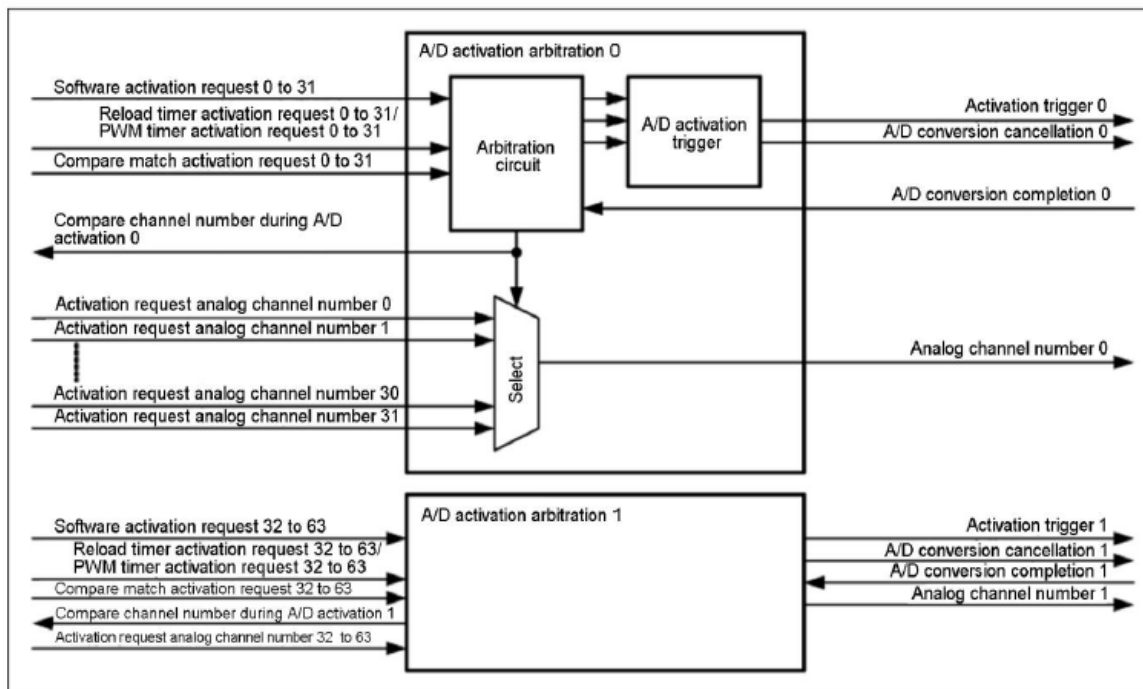 A/D activation arbitration 0
Software activation request 0 to 31
Reload timer activation request 0 to 31/
PWM timer activation request 0 to 31
Compare match activation request 0 to 31
Arbitration
circuit
A/D activation
trigger
Activation trigger 0
A/D conversion cancellation 0
A/D conversion completion 0
Compare channel number during A/D
activation 0
Activation request analog channel number 0
Activation request analog channel number 1
Activation request analog channel number 30
Activation request analog channel number 31
Select
Analog channel number 0
A/D activation arbitration 1
Software activation request 32 to 63
Reload timer activation request 32 to 63/
PWM timer activation request 32 to 63
Compare match activation request 32 to 63
Compare channel number during A/D activation 1
Activation request analog channel number 32 to 63
Activation trigger 1
A/D conversion cancellation 1
A/D conversion completion 1
Analog channel number 1